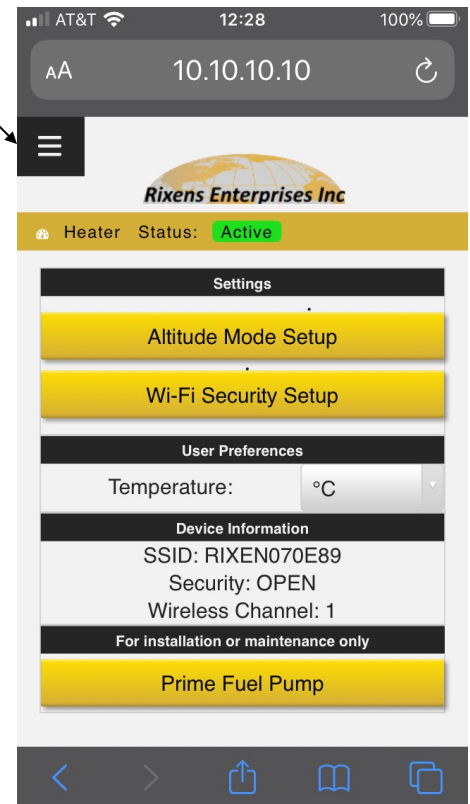 AT&T 12:28 100%
AA 10.10.10.10
Rixens Enterprises Inc
Heater Status: Active
Settings
Altitude Mode Setup
Wi-Fi Security Setup
User Preferences
Temperature: °C
Device Information
SSID: RIXEN070E89
Security: OPEN
Wireless Channel: 1
For installation or maintenance only
Prime Fuel Pump